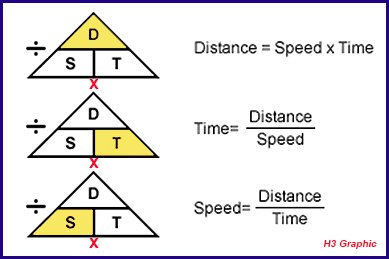 ÷ D
S T
x
Distance = Speed x Time
÷ D
S T
x
Time= Distance
Speed
÷ D
S T
x
Speed= Distance
Time
H3 Graphic